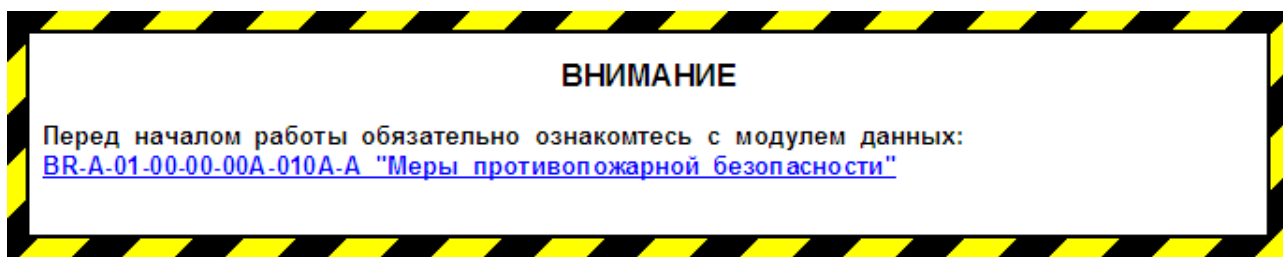 ВНИМАНИЕ
Перед началом работы обязательно ознакомтесь с модулем данных:
BR-A-01-00-00-00A-010A-A "Меры противопожарной безопасности"